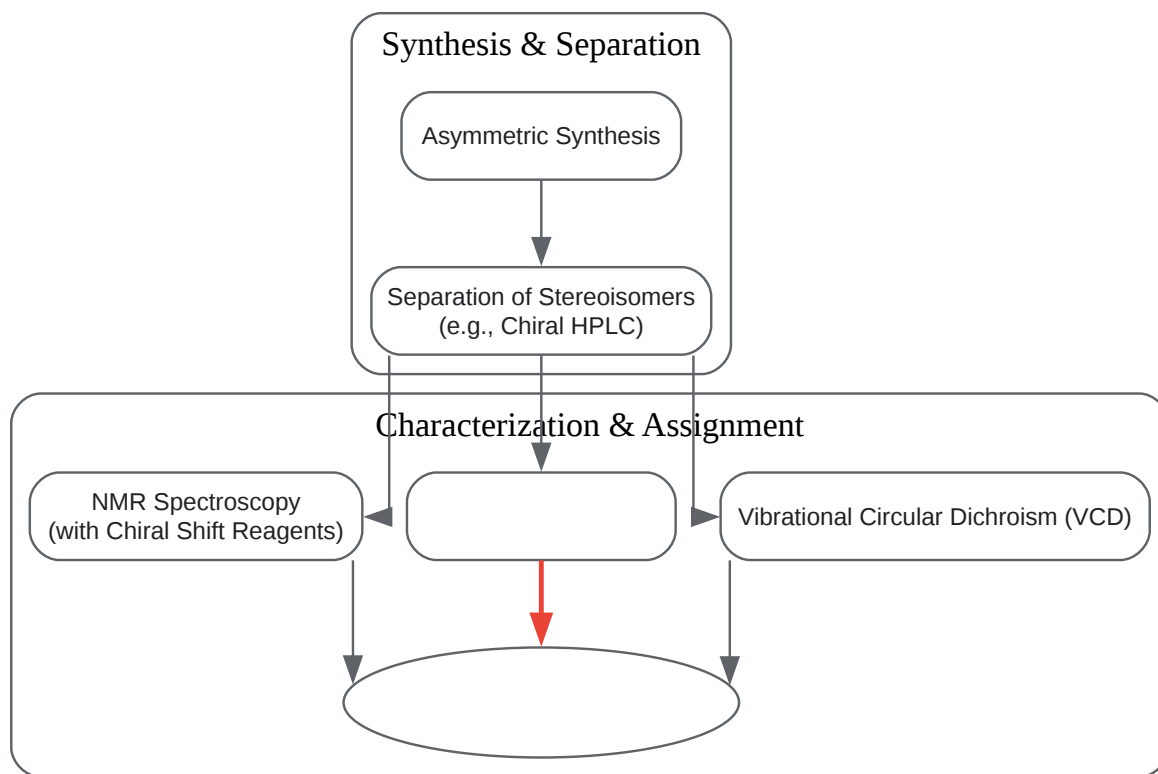 Synthesis & Separation
Asymmetric Synthesis
Separation of Stereoisomers
(e.g., Chiral HPLC)
Characterization & Assignment
NMR Spectroscopy
(with Chiral Shift Reagents)
Vibrational Circular Dichroism (VCD)